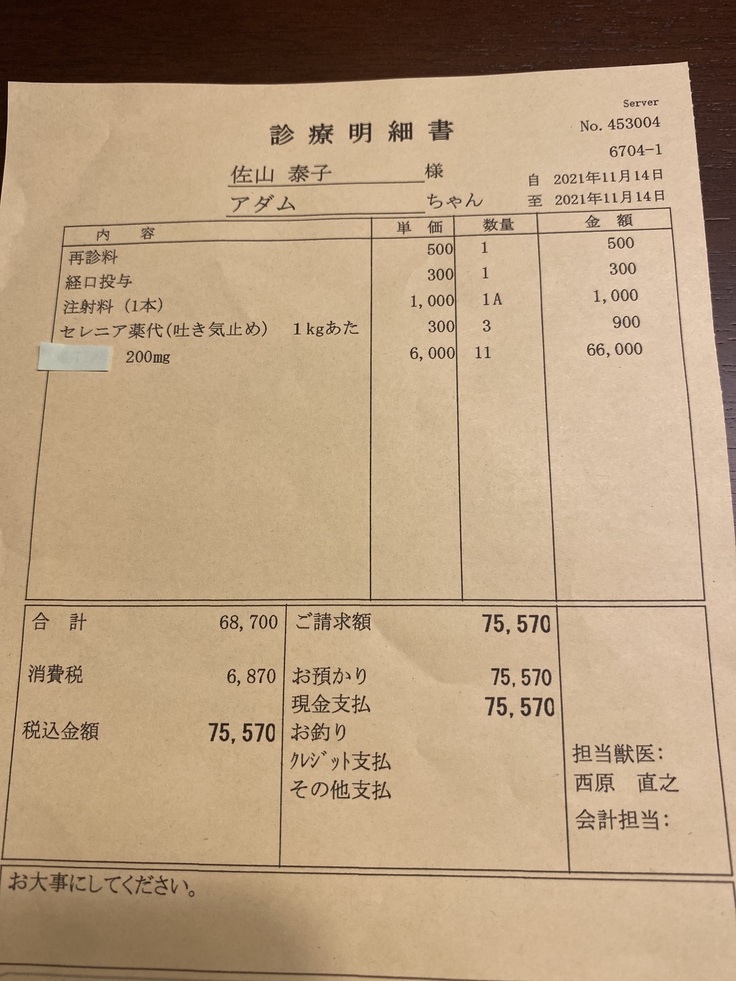 Server
診療明細書
No. 453004
6704-1
佐山 泰子 様
自 2021年11月14日
アダム ちゃん
至 2021年11月14日
内 容 単 価 数量 金 額
再診料 500 1 500
経口投与 300 1 300
注射料 (1本) 1,000 1A 1,000
セレニア薬代(吐き気止め) 1kgあた 300 3 900
200mg 6,000 11 66,000
合 計 68,700 ご請求額 75,570
消費税 6,870 お預かり 75,570
現金支払 75,570
税込金額 75,570 お釣り
クレジット支払
その他支払
担当獣医:
西原 直之
会計担当:
お大事にしてください。